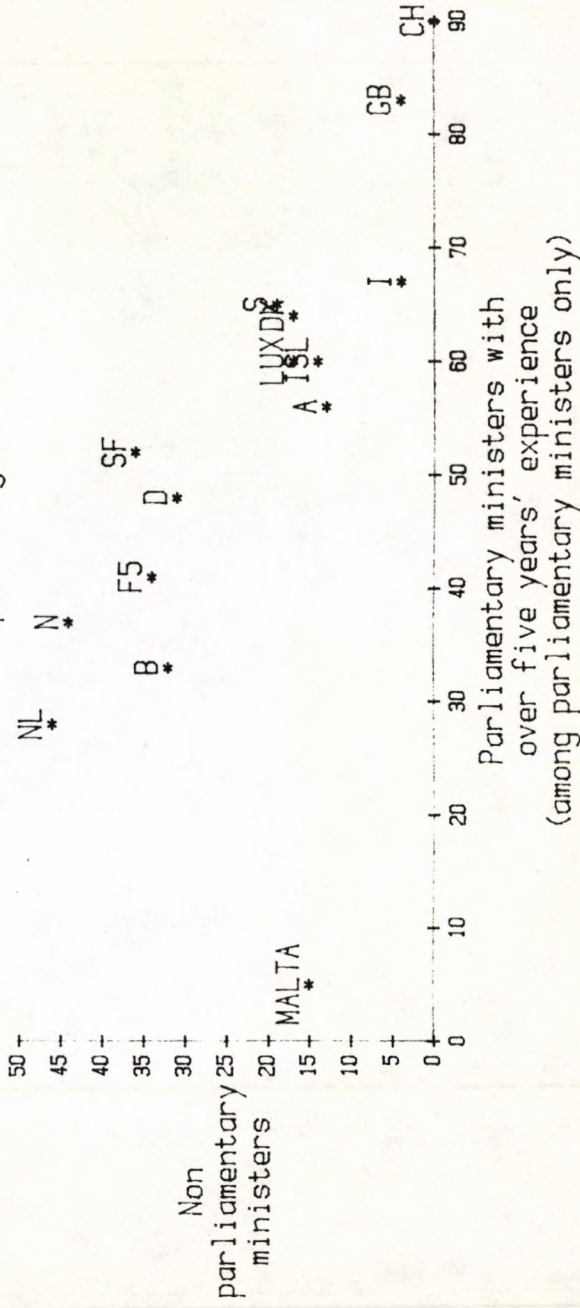 50
NL
45
N
40
SF
35
F5
B
D
30
Non
parliamentary
ministers
25
S
20
LUX DK
MALTA
ISL
15
A
10
I
GB
5
CH
0
0 10 20 30 40 50 60 70 80 90
Parliamentary ministers with
over five years' experience
(among parliamentary ministers only)